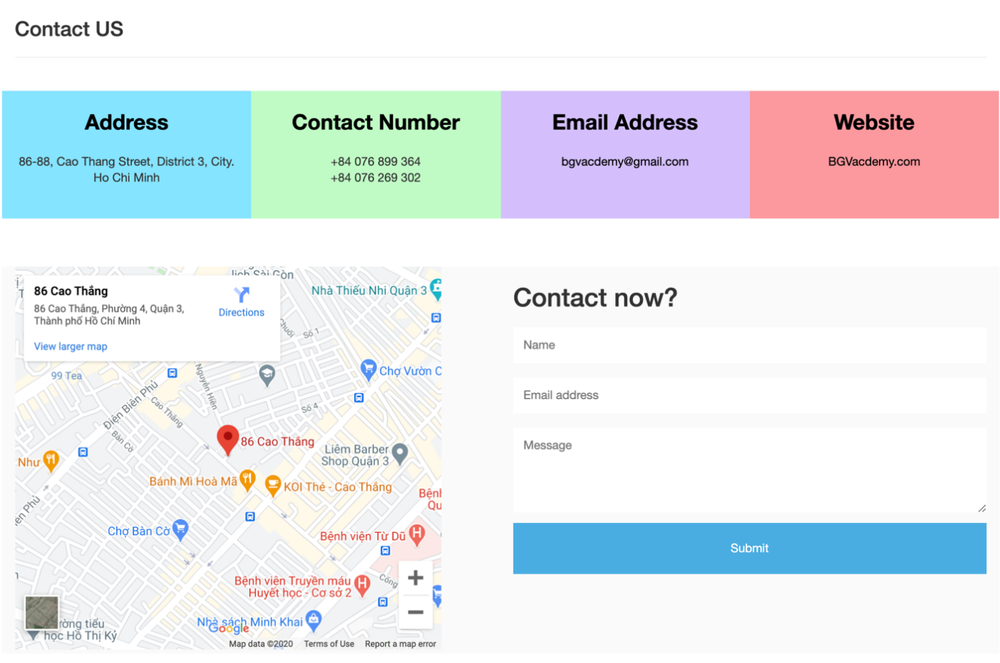 Contact US
Address
86-88, Cao Thang Street, District 3, City.
Ho Chi Minh
Contact Number
+84 076 899 364
+84 076 269 302
Email Address
bgvacdemy@gmail.com
Website
BGVacdemy.com
lịch Sài Gòn
86 Cao Thắng
86 Cao Thắng, Phường 4, Quận 3,
Thành phố Hồ Chí Minh
Directions
View larger map
Nhà Thiếu Nhi Quận 3
Chuối
Số 1
99 Tea
Nguyễn Hiền
Chợ Vườn C
Điện Biên Phủ
Cao Thắng
Số 4
Bàn Cờ
86 Cao Thắng
Liêm Barber
Shop Quận 3
Như
Bánh Mì Hoà Mã
KOI Thé - Cao Thắng
Bệnh
Qu
ên Phủ
Chợ Bàn Cờ
Bệnh viện Từ Dũ
Bệnh viện Truyền máu
Huyết học - Cơ sở 2
Cống
Nhà sách Minh Khai
rờng tiểu
học Hồ Thị Kỷ
Google
Map data ©2020
Terms of Use
Report a map error
Contact now?
Name
Email address
Message
Submit